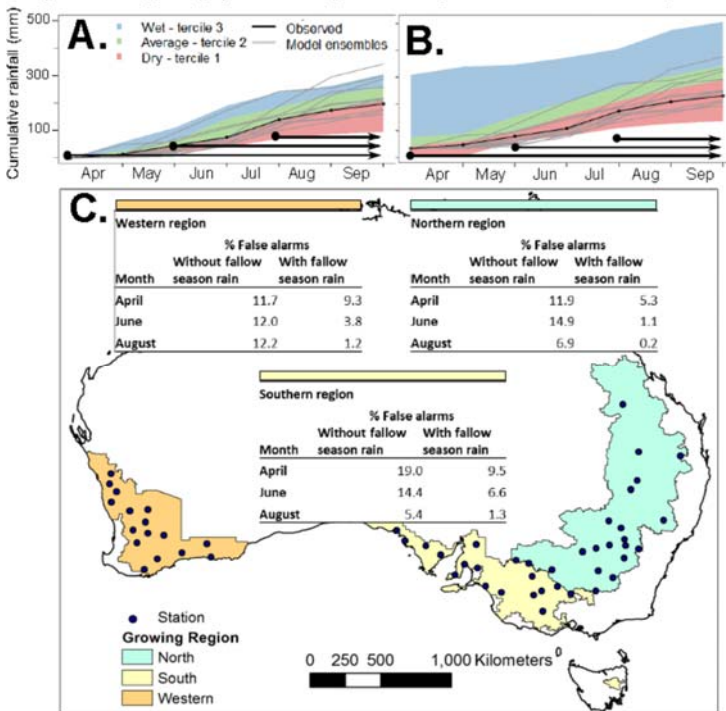 500
A.
Wet - tercile 3
Average - tercile 2
Dry - tercile 1
Observed
Model ensembles
B.
Cumulative rainfall (mm)
300
100
Apr May Jun Jul Aug Sep
Apr May Jun Jul Aug Sep
C.
Western region
% False alarms
Without fallow With fallow
Month season rain season rain
April 11.7 9.3
June 12.0 3.8
August 12.2 1.2
Northern region
% False alarms
Without fallow With fallow
Month season rain season rain
April 11.9 5.3
June 14.9 1.1
August 6.9 0.2
Southern region
% False alarms
Without fallow With fallow
Month season rain season rain
April 19.0 9.5
June 14.4 6.6
August 5.4 1.3
Station
Growing Region
North
South
Western
0 250 500 1,000 Kilometers